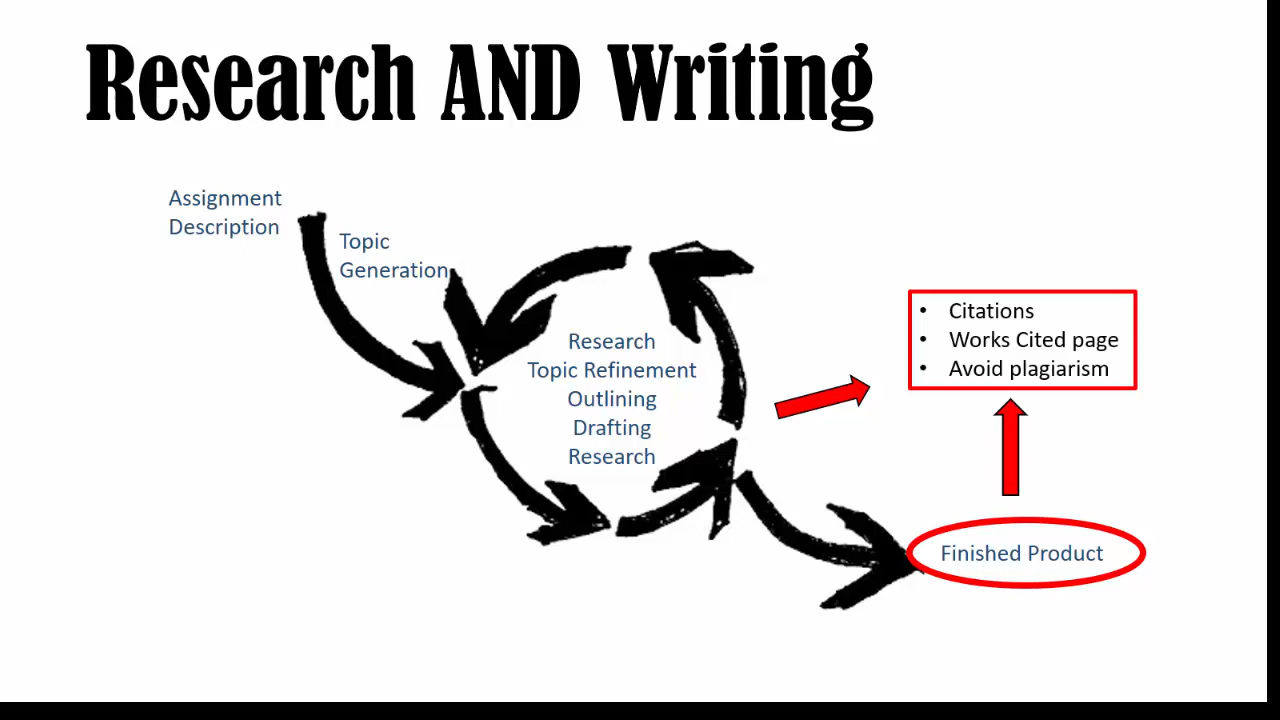 Research AND Writing
Assignment
Description
Topic
Generation
Research
Topic Refinement
Outlining
Drafting
Research
• Citations
• Works Cited page
• Avoid plagiarism
Finished Product